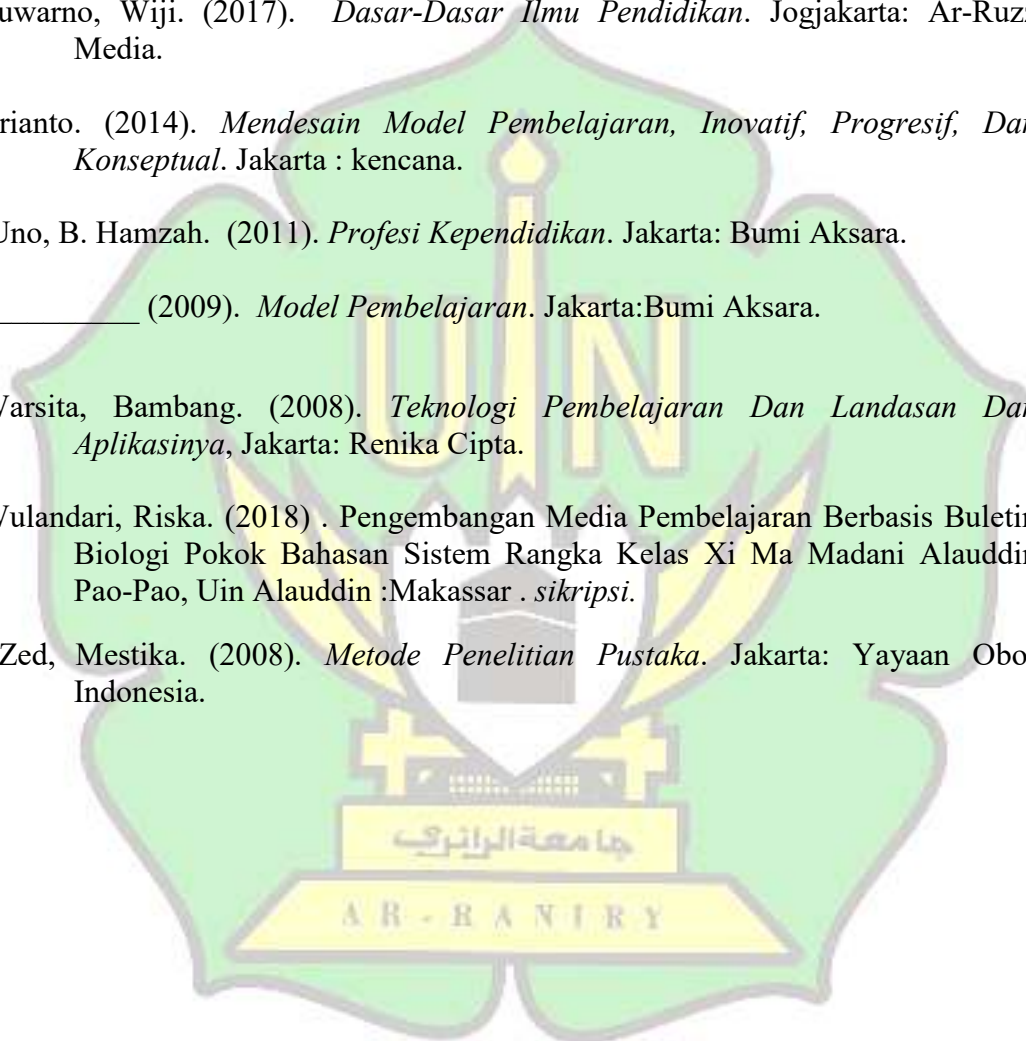 uwarno, Wiji. (2017). Dasar-Dasar Ilmu Pendidikan. Jogjakarta: Ar-Ruzz
Media.
rianto. (2014). Mendesain Model Pembelajaran, Inovatif, Progresif, Dan
Konseptual. Jakarta : kencana.
Uno, B. Hamzah. (2011). Profesi Kependidikan. Jakarta: Bumi Aksara.
_________ (2009). Model Pembelajaran. Jakarta:Bumi Aksara.
Varsita, Bambang. (2008). Teknologi Pembelajaran Dan Landasan Dan
Aplikasinya, Jakarta: Renika Cipta.
Vulandari, Riska. (2018) . Pengembangan Media Pembelajaran Berbasis Buletin
Biologi Pokok Bahasan Sistem Rangka Kelas Xi Ma Madani Alauddin
Pao-Pao, Uin Alauddin :Makassar . sikripsi.
Zed, Mestika. (2008). Metode Penelitian Pustaka. Jakarta: Yayaan Obo
Indonesia.
UIN
جامعة الرانري
AR-RANIRY